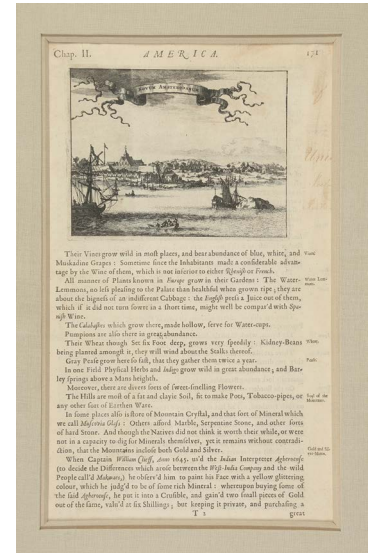 Chap. II.
AMERICA.
171
NOVUM AMSTERODAMUM
Their Vines grow wild in most places, and bear abundance of blue, white, and
Vines.
Muskadine Grapes : Sometime since the Inhabitants made a considerable advan-
tage by the Wine of them, which is not inferior to either Rhenish or French.
All manner of Plants known in Europe grow in their Gardens : The Water-
Water-Lem-
mons.
Lemmons, no less pleasing to the Palate than healthful when grown ripe ; they are
about the bigness of an indifferent Cabbage : the English press a Juice out of them,
which if it did not turn sowre in a short time, might well be compar'd with Spa-
nish Wine.
The Calabashes which grow there, made hollow, serve for Water-cups.
Pumpions are also there in great abundance.
Their Wheat though Set six Foot deep, grows very speedily : Kidney-Beans
Wheat.
being planted amongst it, they will wind about the Stalks thereof.
Gray Pease grow here so fast, that they gather them twice a year.
Pease.
In one Field Physical Herbs and Indigo grow wild in great abundance ; and Bar-
ley springs above a Mans heighth.
Moreover, there are divers sorts of sweet-smelling Flowers.
The Hills are most of a fat and clayie Soil, fit to make Pots, Tobacco-pipes, or
Soyl of the
Mountains.
any other sort of Earthen Ware.
In some places also is store of Mountain Crystal, and that sort of Mineral which
we call Muscovia Glass : Others afford Marble, Serpentine Stone, and other sorts
of hard Stone. And though the Natives did not think it worth their while, or were
not in a capacity to dig for Minerals themselves, yet it remains without contradi-
ction, that the Mountains inclose both Gold and Silver.
Gold and Sil-
ver Mines.
When Captain William Clieff, Anno 1645. us'd the Indian Interpreter Agheroense
(to decide the Differences which arose between the West-India Company and the wild
People call'd Makwaes,) he observ'd him to paint his Face with a yellow glittering
colour, which he judg'd to be of some rich Mineral : whereupon buying some of
the said Agheroense, he put it into a Crusible, and gain'd two small pieces of Gold
out of the same, valu'd at six Shillings ; but keeping it private, and purchasing a
T 2
great